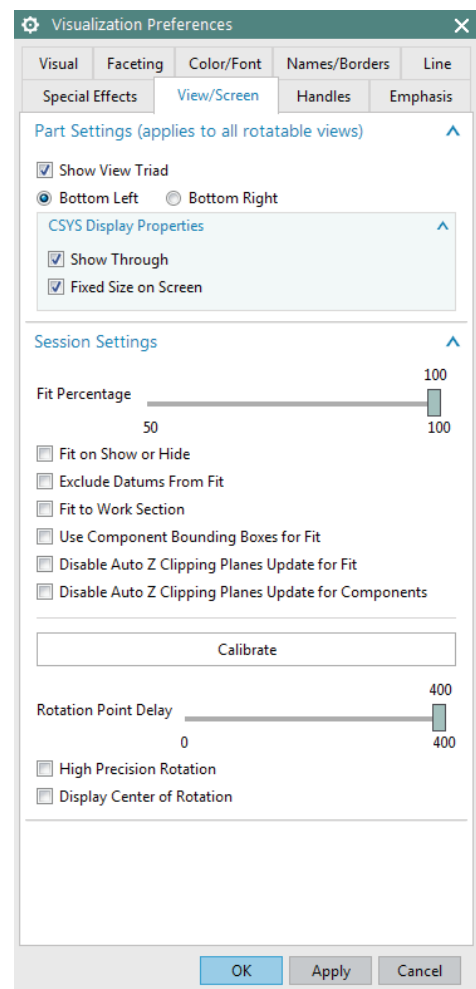 Visualization Preferences
Visual Faceting Color/Font Names/Borders Line
Special Effects View/Screen Handles Emphasis
Part Settings (applies to all rotatable views)
Show View Triad
Bottom Left Bottom Right
CSYS Display Properties
Show Through
Fixed Size on Screen
Session Settings
100
Fit Percentage
50 100
Fit on Show or Hide
Exclude Datums From Fit
Fit to Work Section
Use Component Bounding Boxes for Fit
Disable Auto Z Clipping Planes Update for Fit
Disable Auto Z Clipping Planes Update for Components
Calibrate
400
Rotation Point Delay
0 400
High Precision Rotation
Display Center of Rotation
OK Apply Cancel